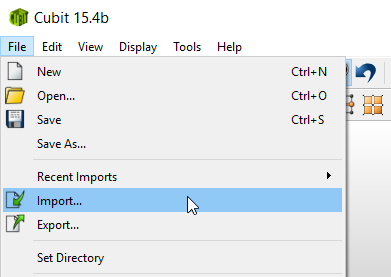 Cubit 15.4b
File Edit View Display Tools Help
New Ctrl+N
Open... Ctrl+O
Save Ctrl+S
Save As...
Recent Imports
Import...
Export...
Set Directory